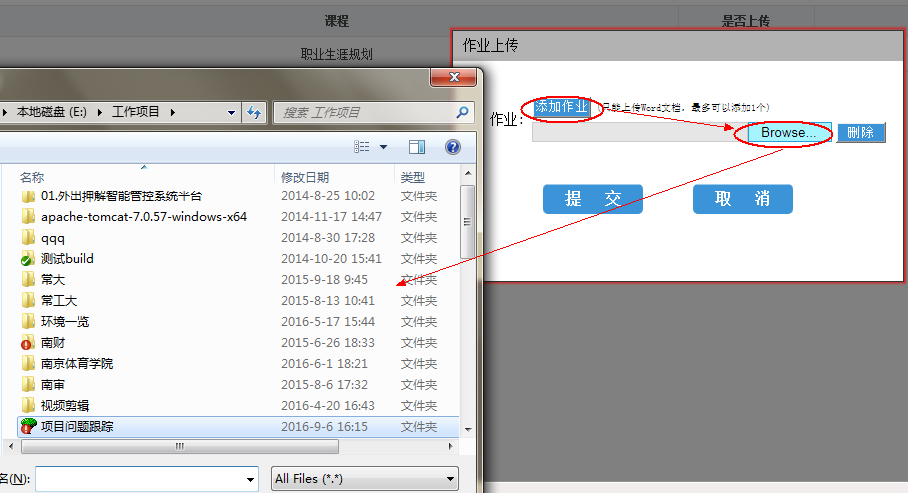 课程 是否上传
职业生涯规划
作业上传
作业： 添加作业 (只能上传Word文档，最多可以添加1个)
Browse... 删除
提 交 取 消
本地磁盘 (E:) 工作项目
搜索 工作项目
名称 修改日期 类型
01.外出押解智能管控系统平台 2014-8-25 10:02 文件夹
apache-tomcat-7.0.57-windows-x64 2014-11-17 14:47 文件夹
qqq 2014-8-30 17:28 文件夹
测试build 2014-10-20 15:41 文件夹
常大 2015-9-18 9:45 文件夹
常工大 2015-8-13 10:41 文件夹
环境一览 2016-5-17 15:44 文件夹
南财 2015-6-26 18:33 文件夹
南京体育学院 2016-6-1 18:21 文件夹
南审 2015-8-6 17:32 文件夹
视频剪辑 2016-4-20 16:43 文件夹
项目问题跟踪 2016-9-6 16:15 文件夹
名(N): All Files (*.*)